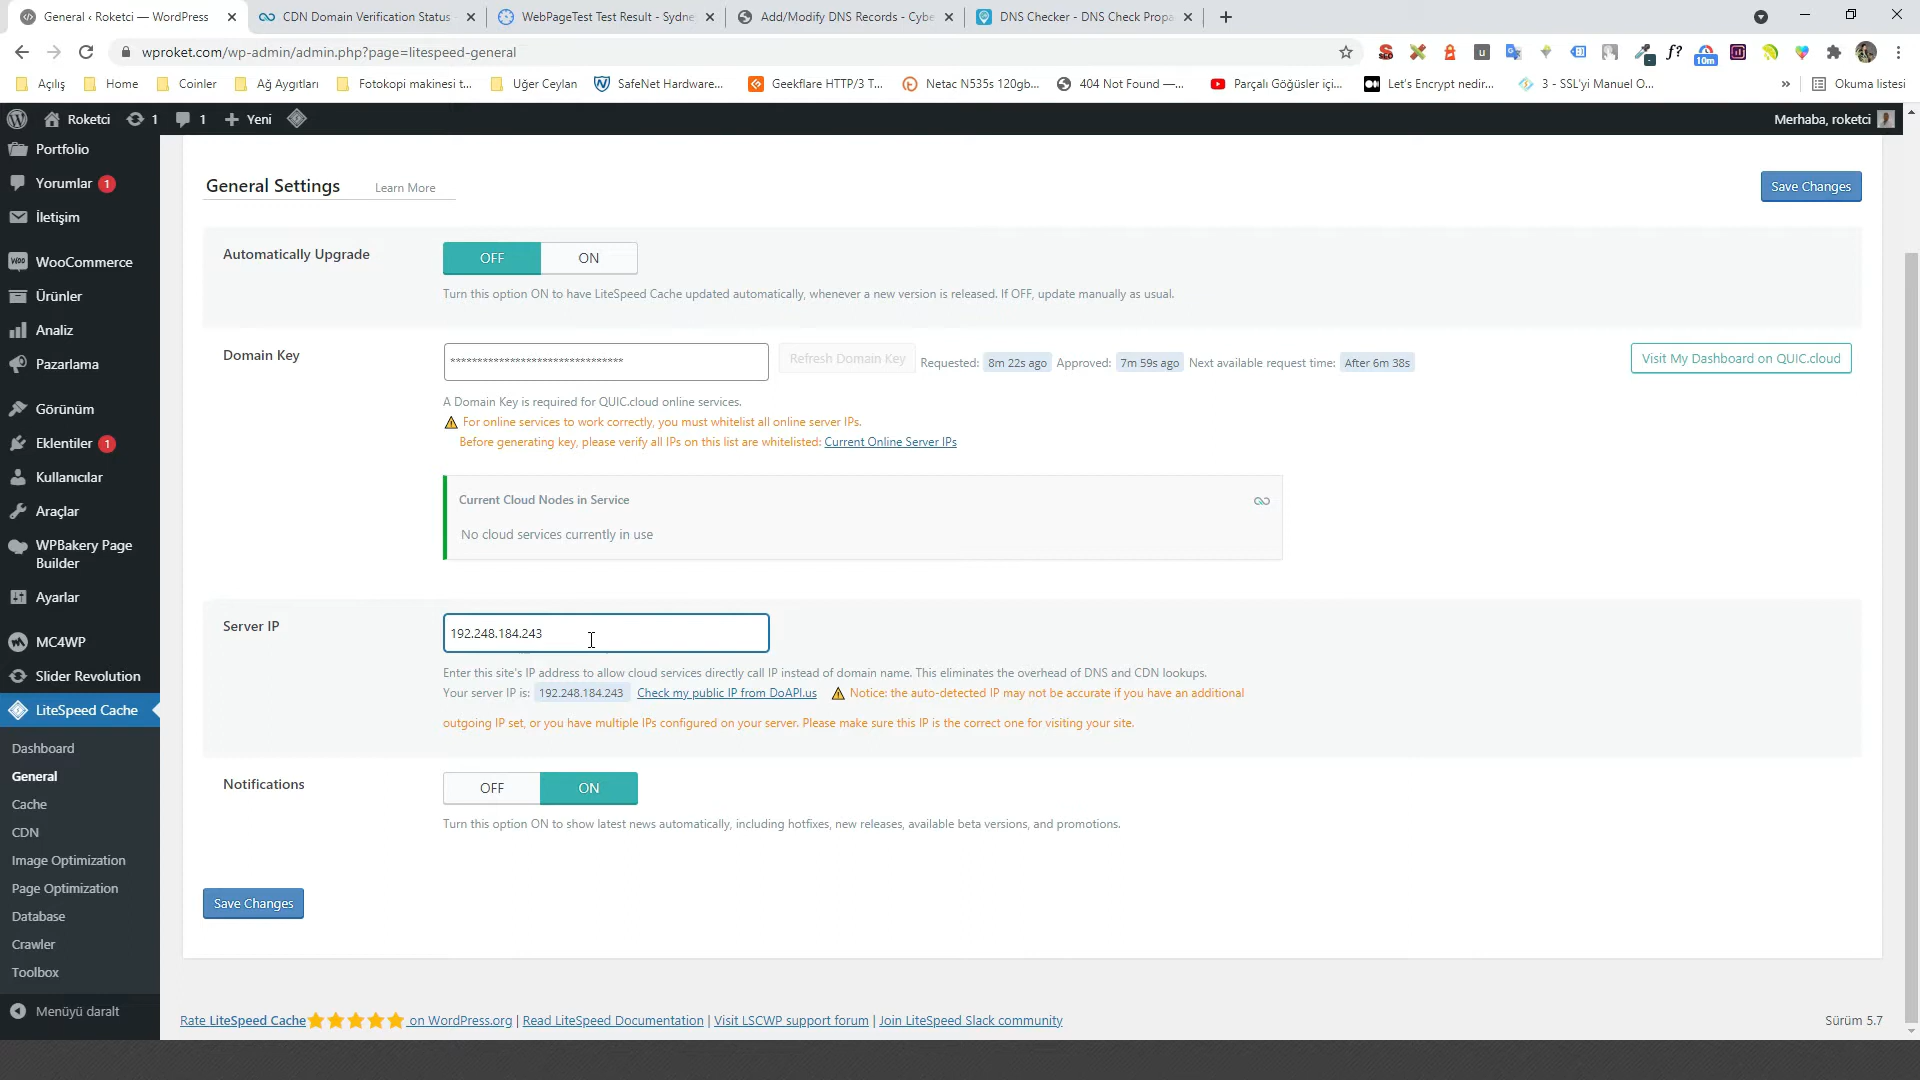 General ‹ Roketci — WordPress
CDN Domain Verification Status -
WebPageTest Test Result - Sydne
Add/Modify DNS Records - Cybe
DNS Checker - DNS Check Propa
wproket.com/wp-admin/admin.php?page=litespeed-general
10m
Açılış
Home
Coinler
Ağ Aygıtları
Fotokopi makinesi t...
Uğer Ceylan
SafeNet Hardware...
Geekflare HTTP/3 T...
Netac N535s 120gb...
404 Not Found —...
Parçalı Göğüsler içi...
Let's Encrypt nedir...
3 - SSL'yi Manuel O...
»
Okuma listesi
Roketci
1
1
Yeni
Merhaba, roketci
Portfolio
Yorumlar 1
İletişim
WooCommerce
Ürünler
Analiz
Pazarlama
Görünüm
Eklentiler 1
Kullanıcılar
Araçlar
WPBakery Page
Builder
Ayarlar
MC4WP
Slider Revolution
LiteSpeed Cache
Dashboard
General
Cache
CDN
Image Optimization
Page Optimization
Database
Crawler
Toolbox
Menüyü daralt
General Settings
Learn More
Save Changes
Automatically Upgrade
OFF
ON
Turn this option ON to have LiteSpeed Cache updated automatically, whenever a new version is released. If OFF, update manually as usual.
Domain Key
********************************
Refresh Domain Key
Requested: 8m 22s ago Approved: 7m 59s ago Next available request time: After 6m 38s
Visit My Dashboard on QUIC.cloud
A Domain Key is required for QUIC.cloud online services.
For online services to work correctly, you must whitelist all online server IPs.
Before generating key, please verify all IPs on this list are whitelisted: Current Online Server IPs
Current Cloud Nodes in Service
No cloud services currently in use
Server IP
192.248.184.243
Enter this site's IP address to allow cloud services directly call IP instead of domain name. This eliminates the overhead of DNS and CDN lookups.
Your server IP is: 192.248.184.243 Check my public IP from DoAPI.us Notice: the auto-detected IP may not be accurate if you have an additional
outgoing IP set, or you have multiple IPs configured on your server. Please make sure this IP is the correct one for visiting your site.
Notifications
OFF
ON
Turn this option ON to show latest news automatically, including hotfixes, new releases, available beta versions, and promotions.
Save Changes
Rate LiteSpeed Cache on WordPress.org | Read LiteSpeed Documentation | Visit LSCWP support forum | Join LiteSpeed Slack community
Sürüm 5.7